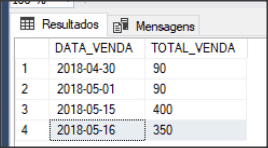 Resultados Mensagens
DATA_VENDA TOTAL_VENDA
1 2018-04-30 90
2 2018-05-01 90
3 2018-05-15 400
4 2018-05-16 350